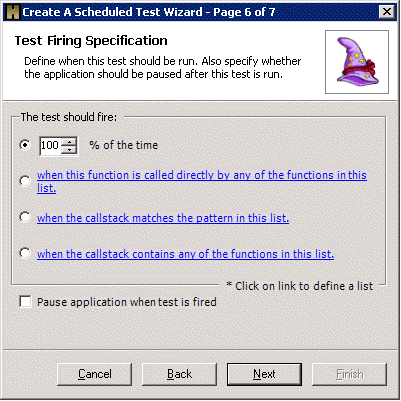 Create A Scheduled Test Wizard - Page 6 of 7
Test Firing Specification
Define when this test should be run. Also specify whether
the application should be paused after this test is run.
The test should fire:
100 % of the time
when this function is called directly by any of the functions in this
list.
when the callstack matches the pattern in this list.
when the callstack contains any of the functions in this list.
* Click on link to define a list
Pause application when test is fired
Cancel Back Next Finish